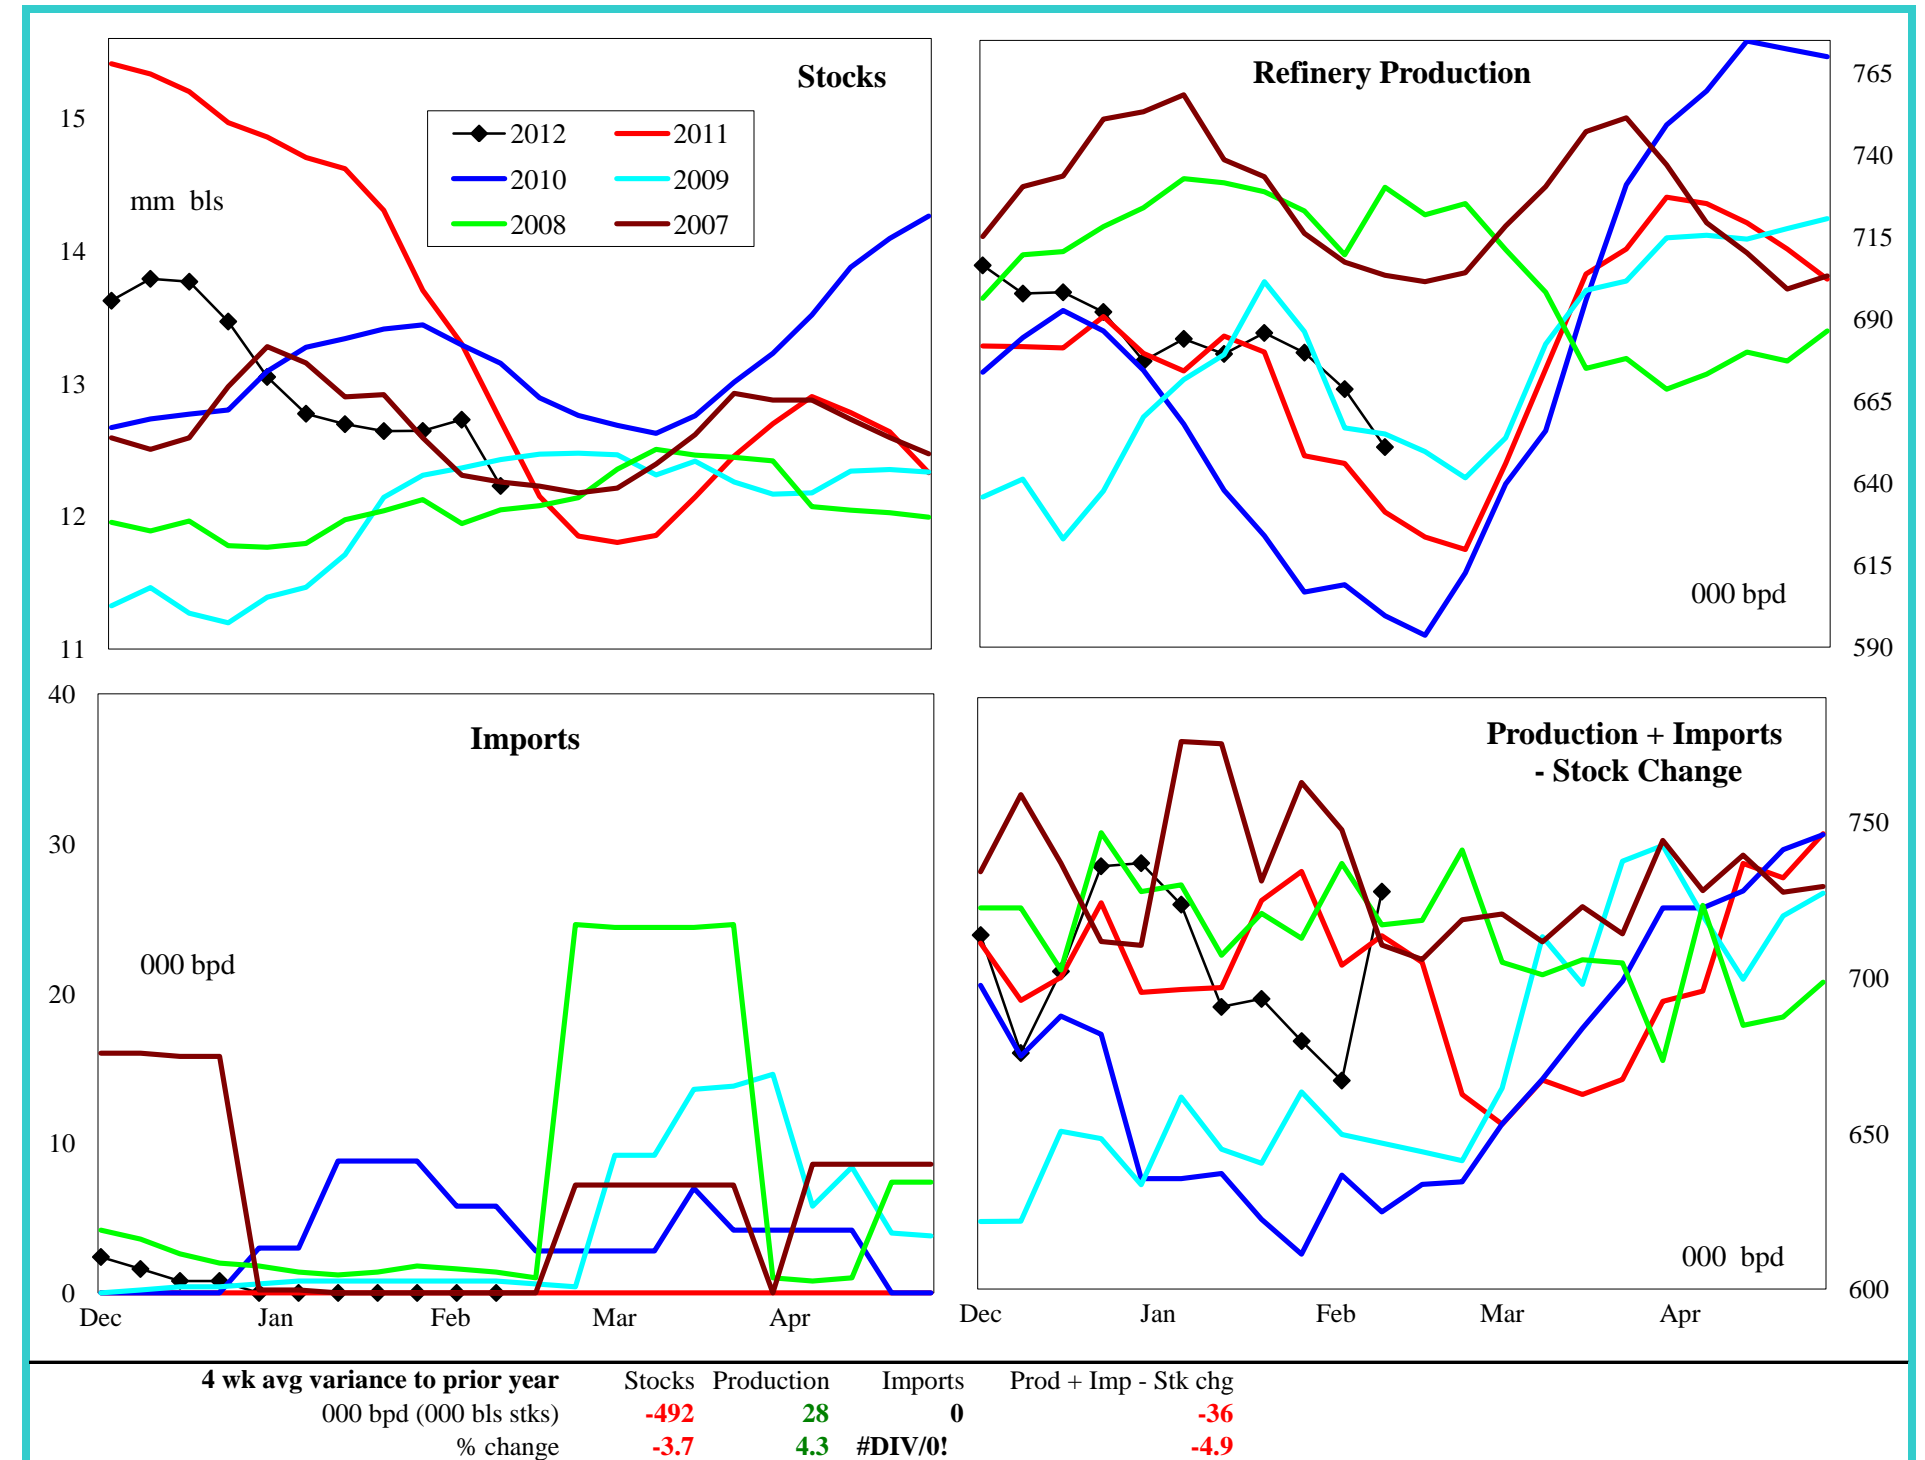 Stocks
mm bls
2012
2011
2010
2009
2008
2007
15
14
13
12
11
Refinery Production
000 bpd
765
740
715
690
665
640
615
590
Imports
000 bpd
40
30
20
10
0
Dec Jan Feb Mar Apr
Production + Imports
- Stock Change
000 bpd
750
700
650
600
Dec Jan Feb Mar Apr
4 wk avg variance to prior year Stocks Production Imports Prod + Imp - Stk chg
000 bpd (000 bls stks) -492 28 0 -36
% change -3.7 4.3 #DIV/0! -4.9